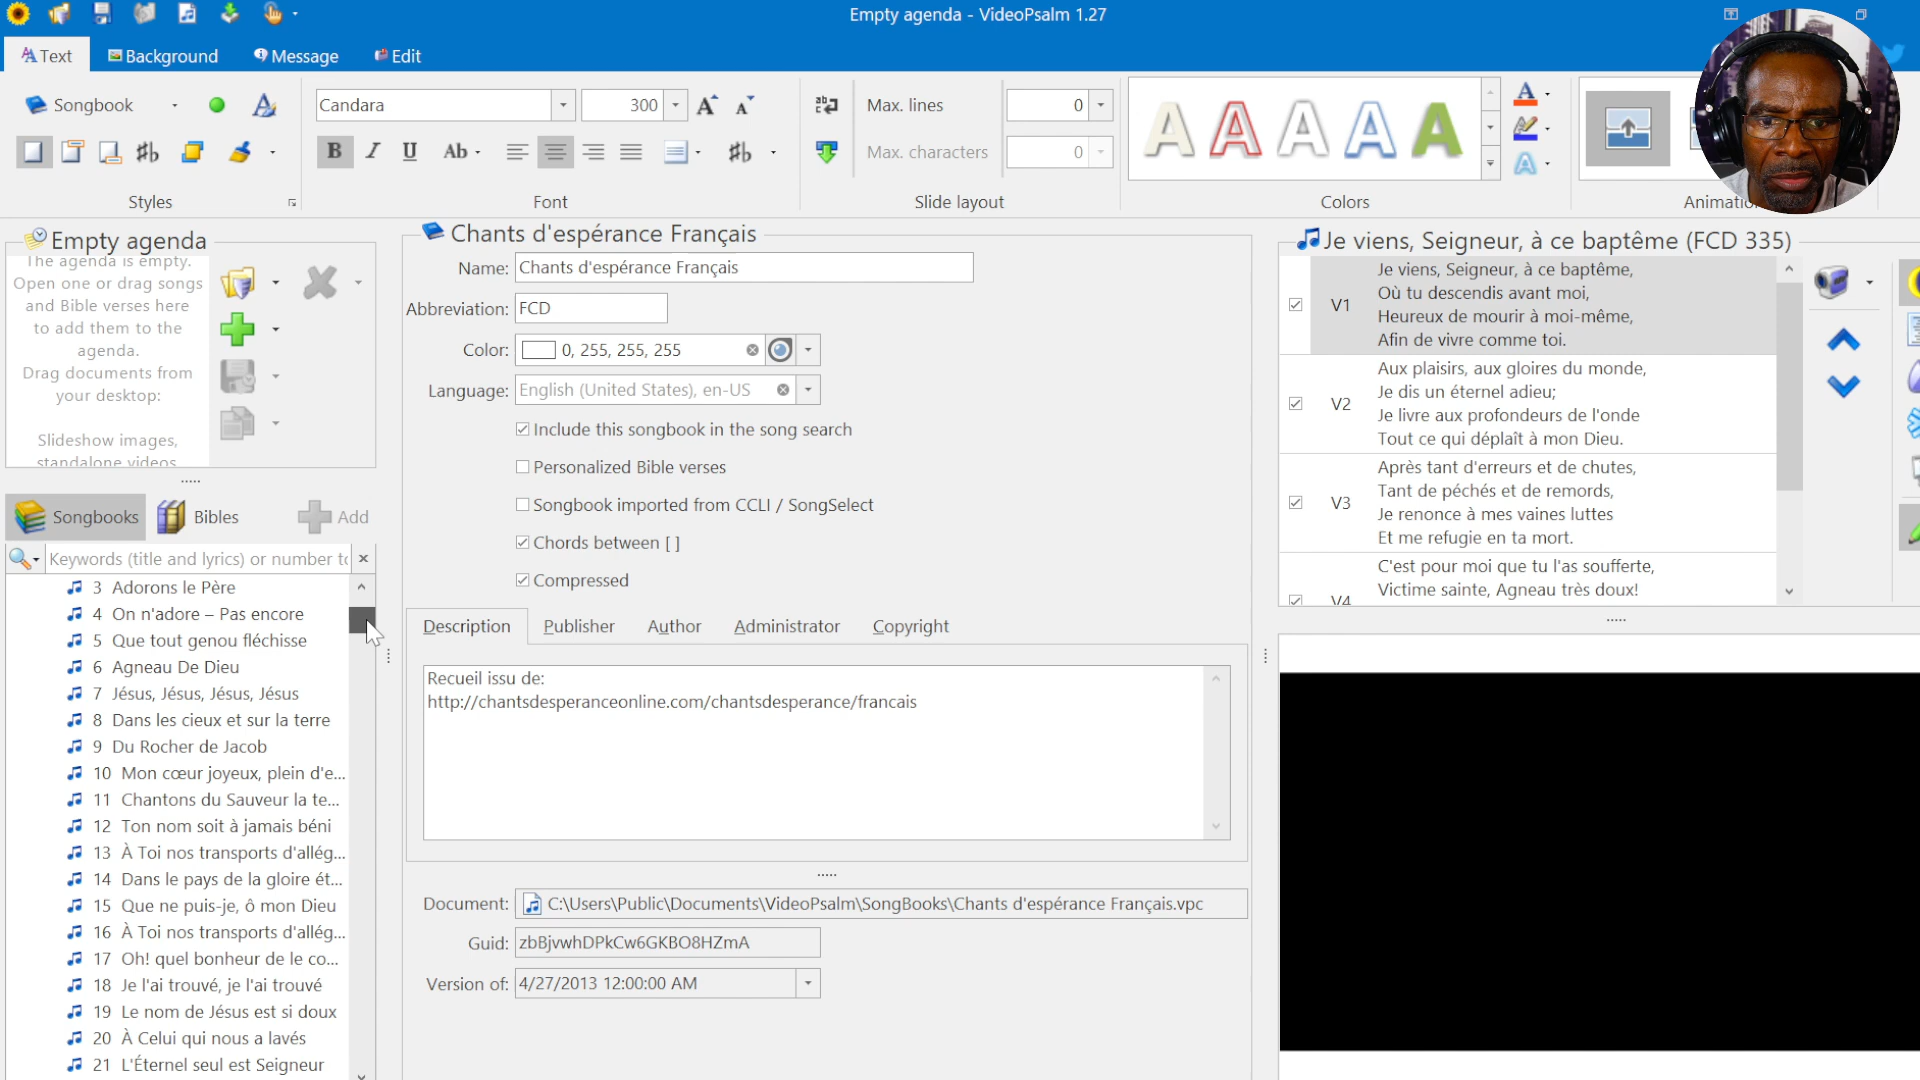 Empty agenda - VideoPsalm 1.27
Text
Background
Message
Edit
Songbook
Candara
300
Max. lines
0
Ab
Max. characters
0
Styles
Font
Slide layout
Colors
Empty agenda
The agenda is empty.
Open one or drag songs
and Bible verses here
to add them to the
agenda.
Drag documents from
your desktop:
Slideshow images,
standalone videos
Songbooks
Bibles
Add
Keywords (title and lyrics) or number
3 Adorons le Père
4 On n'adore – Pas encore
5 Que tout genou fléchisse
6 Agneau De Dieu
7 Jésus, Jésus, Jésus, Jésus
8 Dans les cieux et sur la terre
9 Du Rocher de Jacob
10 Mon cœur joyeux, plein d'e...
11 Chantons du Sauveur la te...
12 Ton nom soit à jamais béni
13 À Toi nos transports d'allég...
14 Dans le pays de la gloire ét...
15 Que ne puis-je, ô mon Dieu
16 À Toi nos transports d'allég...
17 Oh! quel bonheur de le co...
18 Je l'ai trouvé, je l'ai trouvé
19 Le nom de Jésus est si doux
20 À Celui qui nous a lavés
21 L'Éternel seul est Seigneur
Chants d'espérance Français
Name: Chants d'espérance Français
Abbreviation: FCD
Color: 0, 255, 255, 255
Language: English (United States), en-US
Include this songbook in the song search
Personalized Bible verses
Songbook imported from CCLI / SongSelect
Chords between [ ]
Compressed
Description
Publisher
Author
Administrator
Copyright
Recueil issu de:
http://chantsdesperanceonline.com/chantsdesperance/francais
Document: C:\Users\Public\Documents\VideoPsalm\SongBooks\Chants d'espérance Français.vpc
Guid: zbBjvwhDPkCw6GKBO8HZmA
Version of: 4/27/2013 12:00:00 AM
Je viens, Seigneur, à ce baptême (FCD 335)
V1
Je viens, Seigneur, à ce baptême,
Où tu descendis avant moi,
Heureux de mourir à moi-même,
Afin de vivre comme toi.
V2
Aux plaisirs, aux gloires du monde,
Je dis un éternel adieu;
Je livre aux profondeurs de l'onde
Tout ce qui déplaît à mon Dieu.
V3
Après tant d'erreurs et de chutes,
Tant de péchés et de remords,
Je renonce à mes vaines luttes
Et me refugie en ta mort.
V4
C'est pour moi que tu l'as soufferte,
Victime sainte, Agneau très doux!